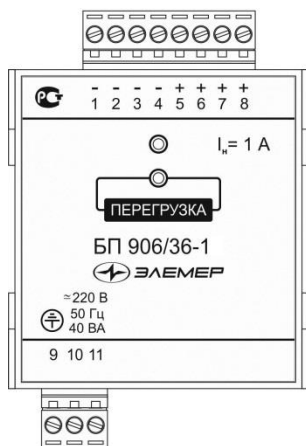 - - - - + + + +
1 2 3 4 5 6 7 8
РСТ
Iн= 1 А
ПЕРЕГРУЗКА
БП 906/36-1
ЭЛЕМЕР
≃220 В
50 Гц
40 ВА
9 10 11